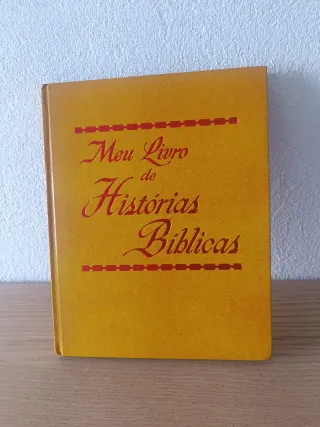 Meu Livro
de
Histórias
Bíblicas